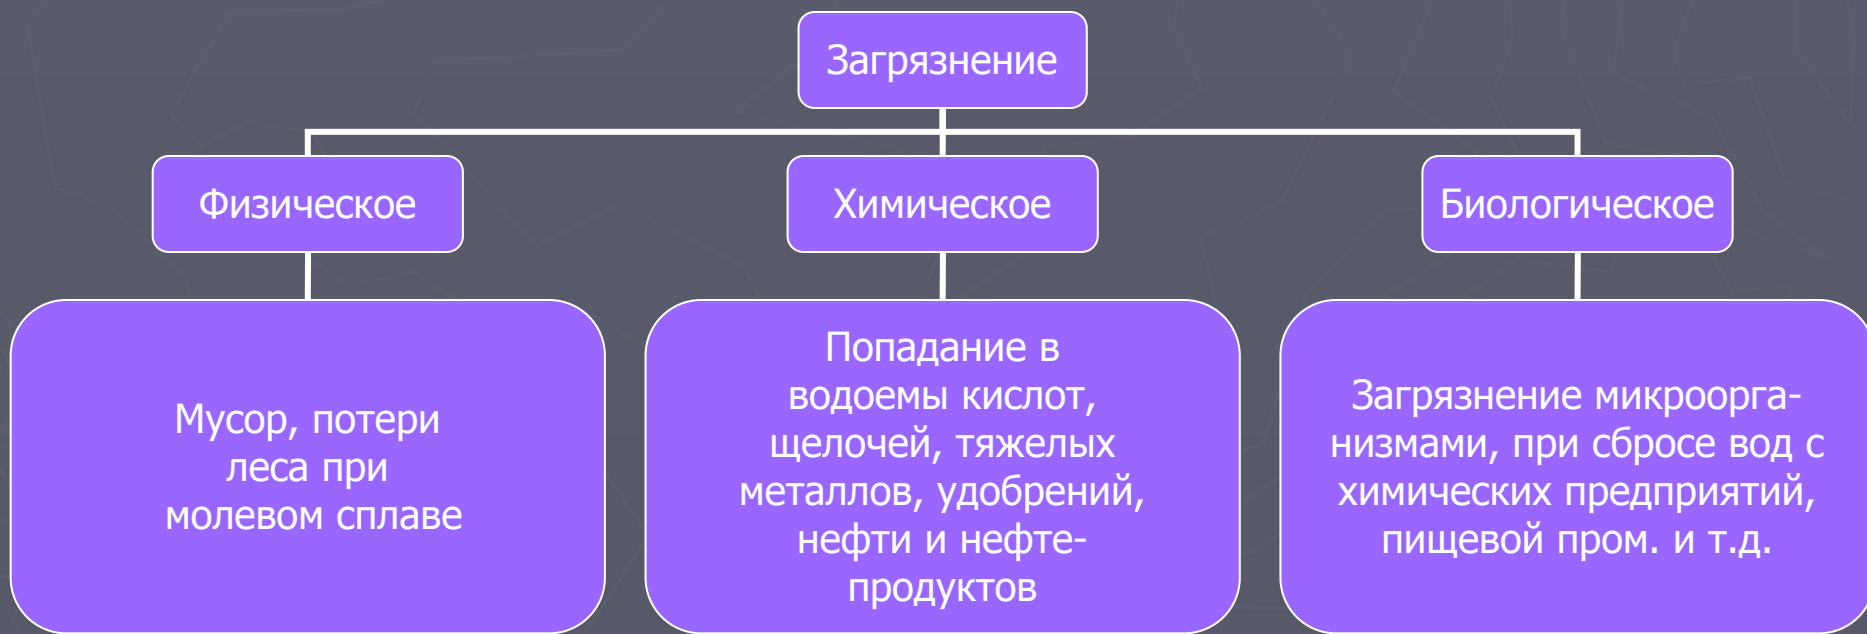 Загрязнение
Физическое
Химическое
Биологическое
Мусор, потери
леса при
молевом сплаве
Попадание в
водоемы кислот,
щелочей, тяжелых
металлов, удобрений,
нефти и нефте-
продуктов
Загрязнение микроорга-
низмами, при сбросе вод с
химических предприятий,
пищевой пром. и т.д.